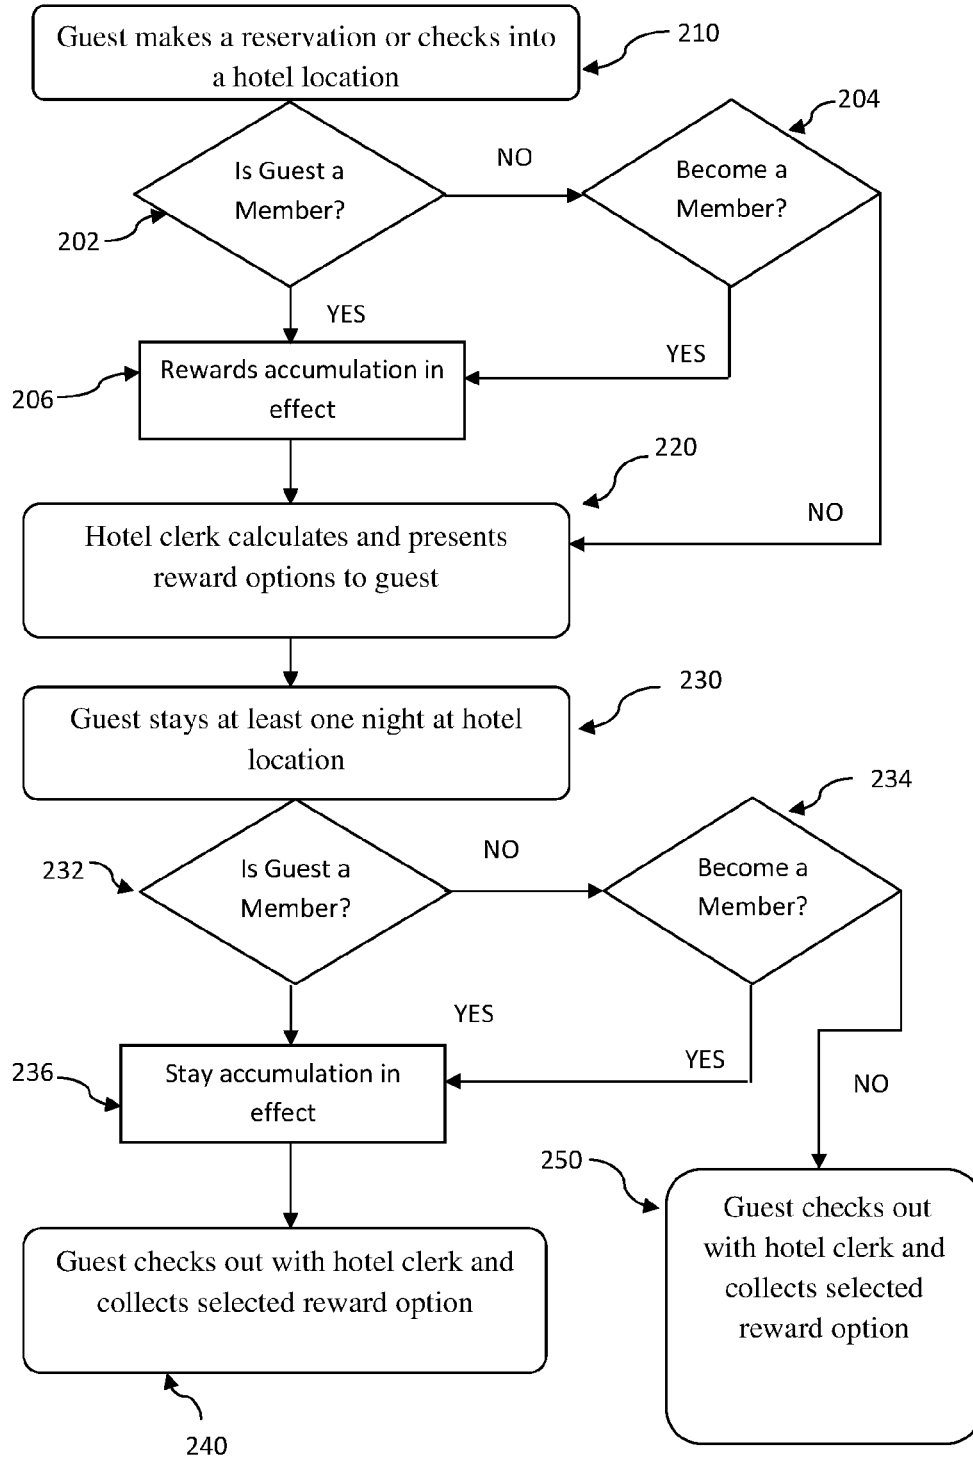 Guest makes a reservation or checks into
a hotel location
210
204
Is Guest a
Member?
NO
Become a
Member?
202
YES
YES
Rewards accumulation in
effect
206
220
NO
Hotel clerk calculates and presents
reward options to guest
230
Guest stays at least one night at hotel
location
234
232
Is Guest a
Member?
NO
Become a
Member?
YES
YES
NO
236
Stay accumulation in
effect
250
Guest checks out with hotel clerk and
collects selected reward option
Guest checks out
with hotel clerk and
collects selected
reward option
240